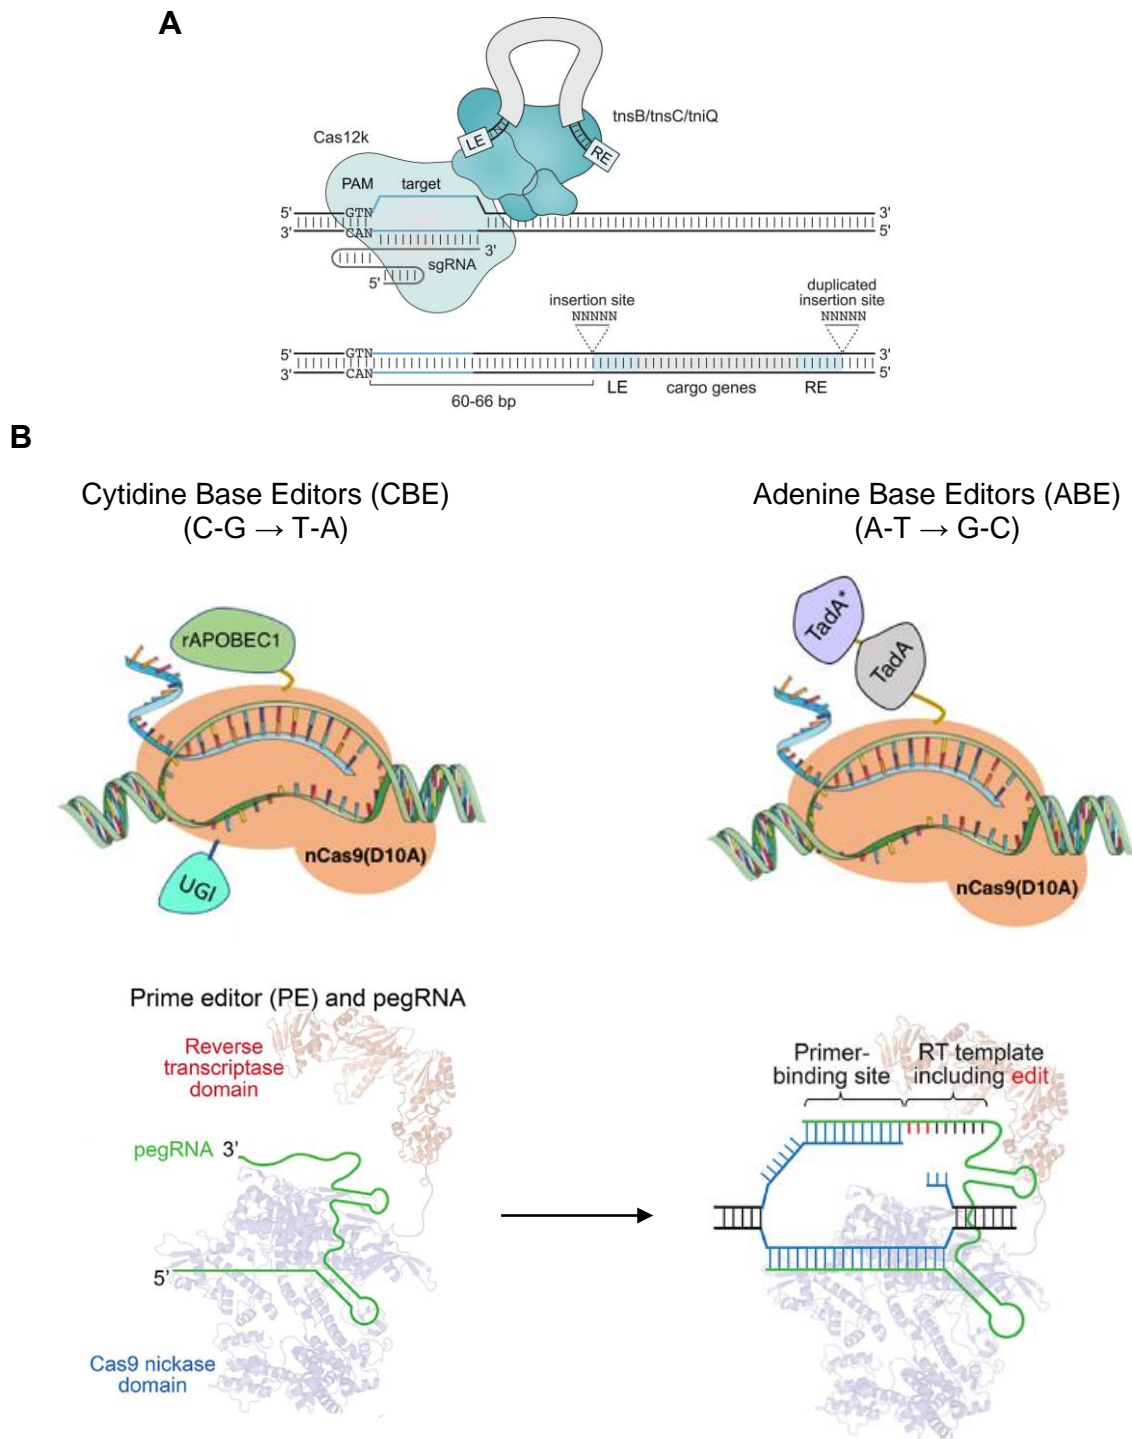 A
tnsB/tnsC/tniQ
Cas12k
LE
RE
PAM target
5' GTN 3'
3' CAN 5'
3'
sgRNA
5'
insertion site
NNNNN
duplicated
insertion site
NNNNN
5' GTN 3'
3' CAN 5'
LE cargo genes RE
60-66 bp
B
Cytidine Base Editors (CBE)
(C-G → T-A)
Adenine Base Editors (ABE)
(A-T → G-C)
rAPOBEC1
nCas9(D10A)
UGI
TadA*
TadA
nCas9(D10A)
Prime editor (PE) and pegRNA
Reverse
transcriptase
domain
pegRNA 3'
5'
Cas9 nickase
domain
Primer-
binding site
RT template
including edit